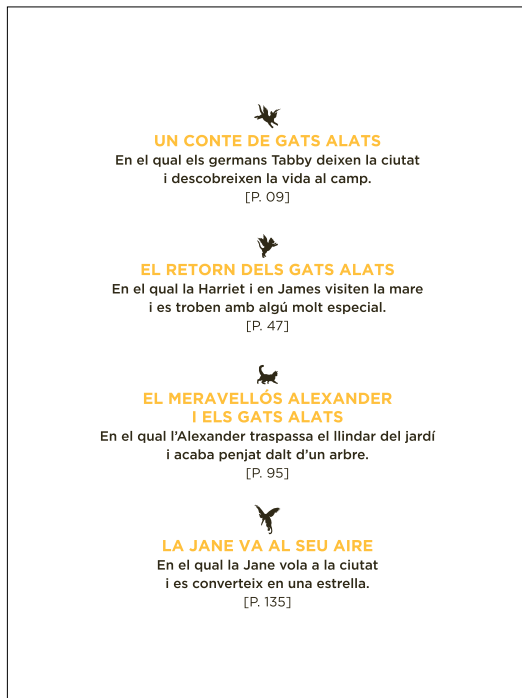 UN CONTE DE GATS ALATS
En el qual els germans Tabby deixen la ciutat
i descobreixen la vida al camp.
[P. 09]
EL RETORN DELS GATS ALATS
En el qual la Harriet i en James visiten la mare
i es troben amb algú molt especial.
[P. 47]
EL MERAVELLÓS ALEXANDER
I ELS GATS ALATS
En el qual l’Alexander traspassa el llindar del jardí
i acaba penjat dalt d’un arbre.
[P. 95]
LA JANE VA AL SEU AIRE
En el qual la Jane vola a la ciutat
i es converteix en una estrella.
[P. 135]